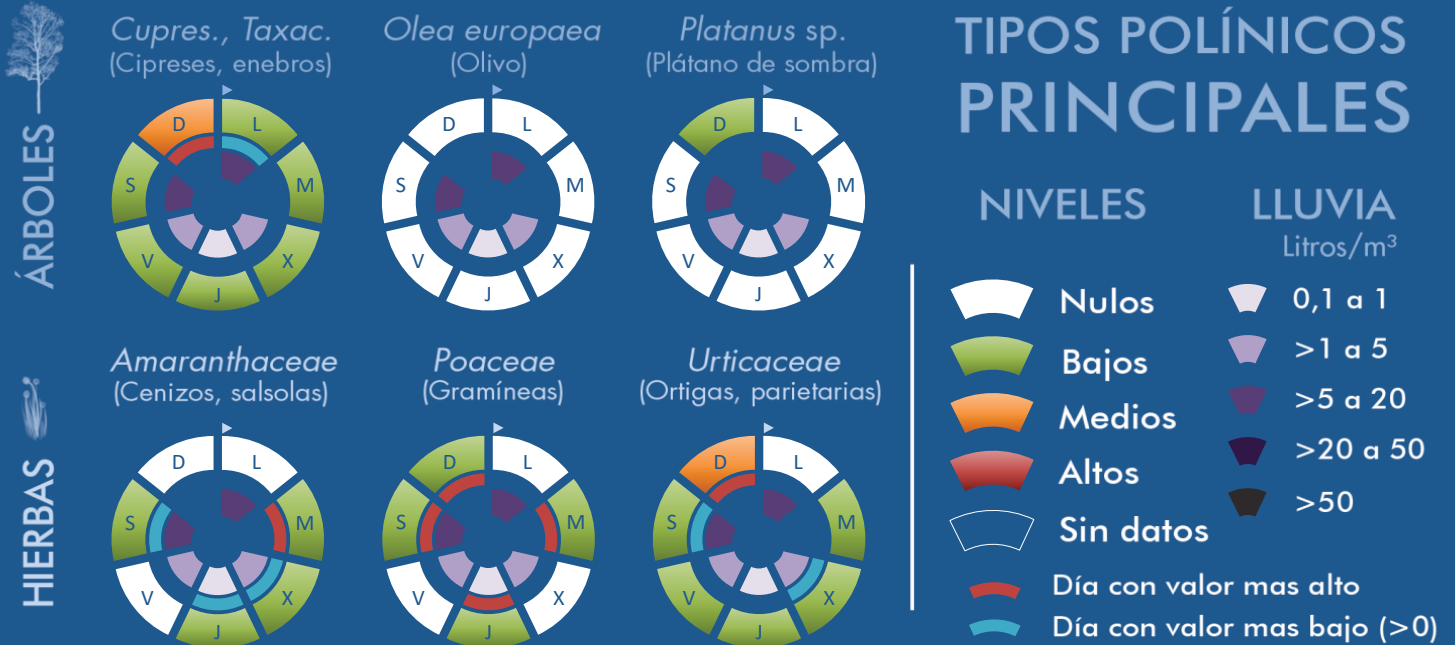 ÁRBOLES
Cupres., Taxac.
(Cipreses, enebros)
D L
S M
V X
J
Olea europaea
(Olivo)
D L
S M
V X
J
Platanus sp.
(Plátano de sombra)
D L
S M
V X
J
HIERBAS
Amaranthaceae
(Cenizos, salsolas)
D L
S M
V X
J
Poaceae
(Gramíneas)
D L
S M
V X
J
Urticaceae
(Ortigas, parietarias)
D L
S M
V X
J
TIPOS POLÍNICOS
PRINCIPALES
NIVELES
Nulos
Bajos
Medios
Altos
Sin datos
LLUVIA
Litros/m³
0,1 a 1
>1 a 5
>5 a 20
>20 a 50
>50
Día con valor mas alto
Día con valor mas bajo (>0)